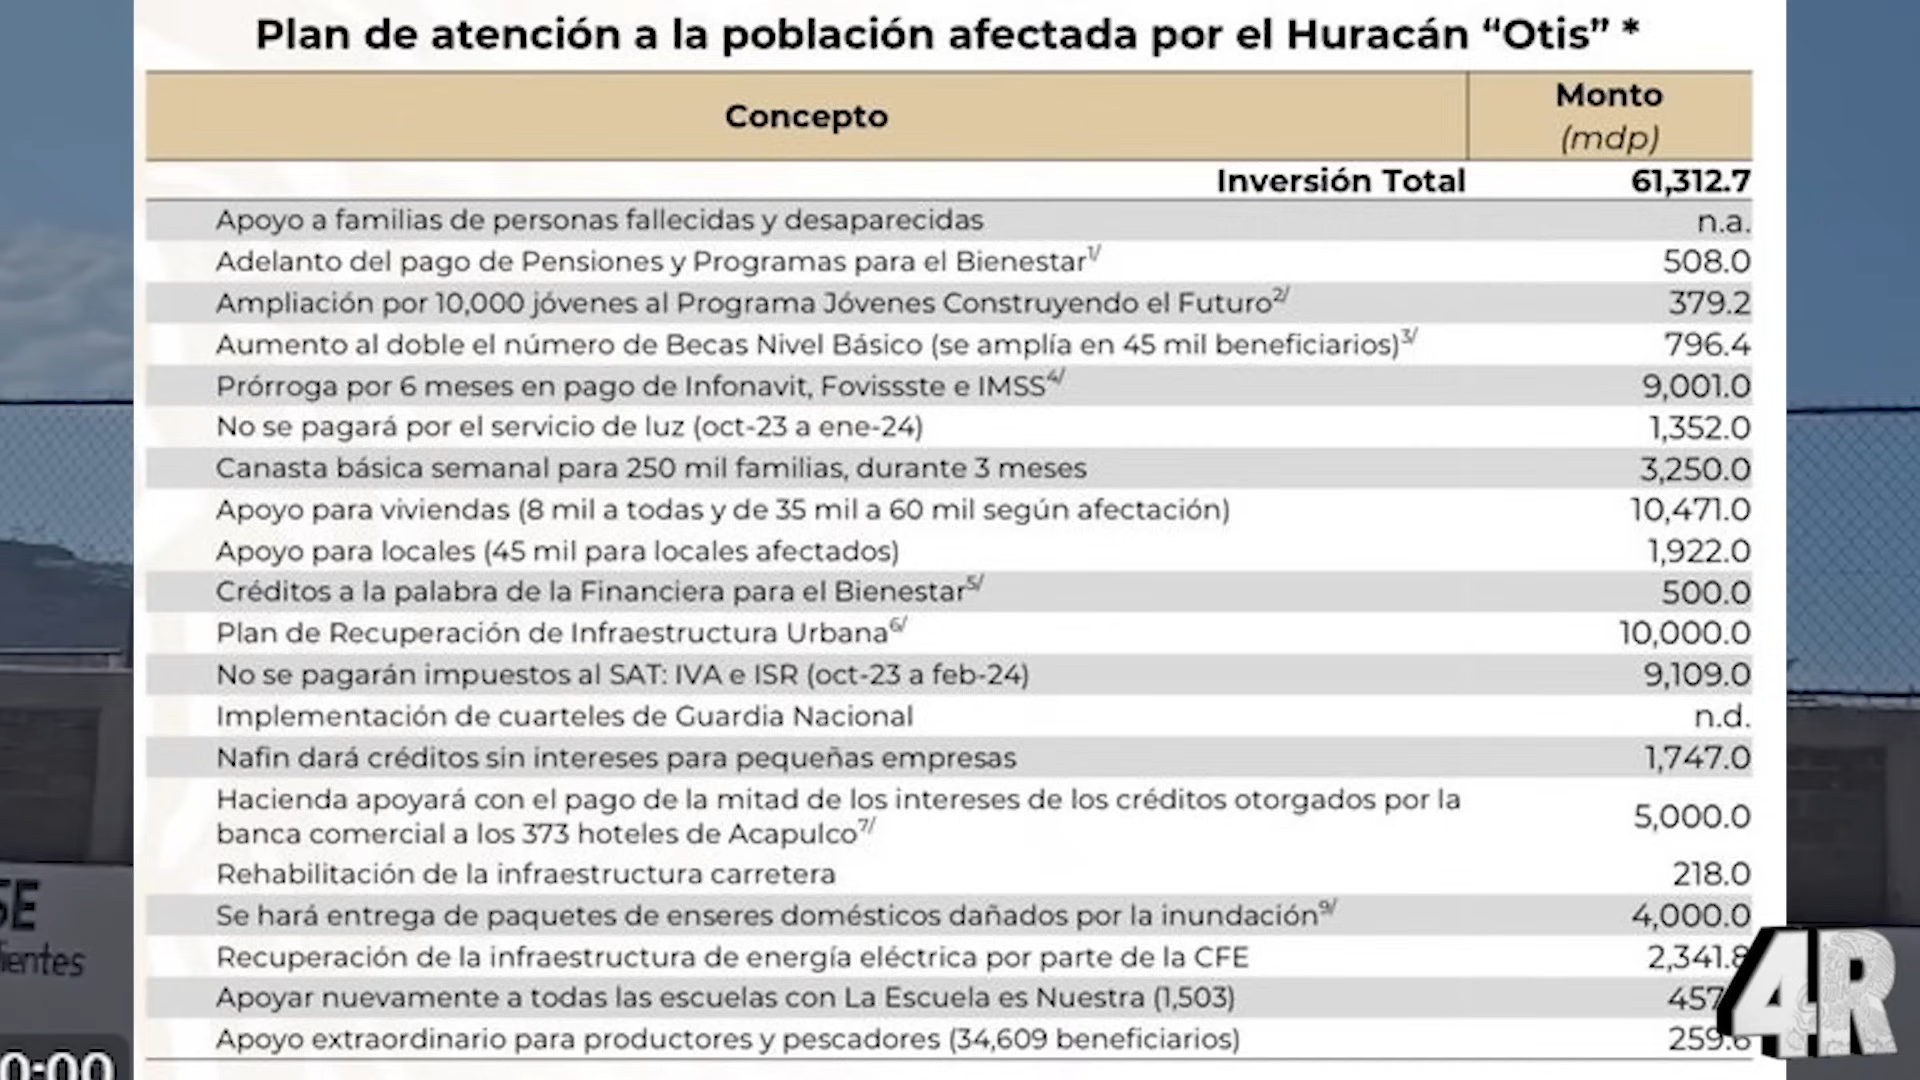 Plan de atención a la población afectada por el Huracán “Otis” *
Concepto
Monto
(mdp)
Inversión Total 61,312.7
Apoyo a familias de personas fallecidas y desaparecidas n.a.
Adelanto del pago de Pensiones y Programas para el Bienestar1/ 508.0
Ampliación por 10,000 jóvenes al Programa Jóvenes Construyendo el Futuro2/ 379.2
Aumento al doble el número de Becas Nivel Básico (se amplía en 45 mil beneficiarios)3/ 796.4
Prórroga por 6 meses en pago de Infonavit, Fovissste e IMSS4/ 9,001.0
No se pagará por el servicio de luz (oct-23 a ene-24) 1,352.0
Canasta básica semanal para 250 mil familias, durante 3 meses 3,250.0
Apoyo para viviendas (8 mil a todas y de 35 mil a 60 mil según afectación) 10,471.0
Apoyo para locales (45 mil para locales afectados) 1,922.0
Créditos a la palabra de la Financiera para el Bienestar5/ 500.0
Plan de Recuperación de Infraestructura Urbana6/ 10,000.0
No se pagarán impuestos al SAT: IVA e ISR (oct-23 a feb-24) 9,109.0
Implementación de cuarteles de Guardia Nacional n.d.
Nafin dará créditos sin intereses para pequeñas empresas 1,747.0
Hacienda apoyará con el pago de la mitad de los intereses de los créditos otorgados por la
banca comercial a los 373 hoteles de Acapulco7/ 5,000.0
Rehabilitación de la infraestructura carretera 218.0
Se hará entrega de paquetes de enseres domésticos dañados por la inundación9/ 4,000.0
Recuperación de la infraestructura de energía eléctrica por parte de la CFE 2,341.8
Apoyar nuevamente a todas las escuelas con La Escuela es Nuestra (1,503) 457
Apoyo extraordinario para productores y pescadores (34,609 beneficiarios) 259.6
SE
ientes
0:00
4R